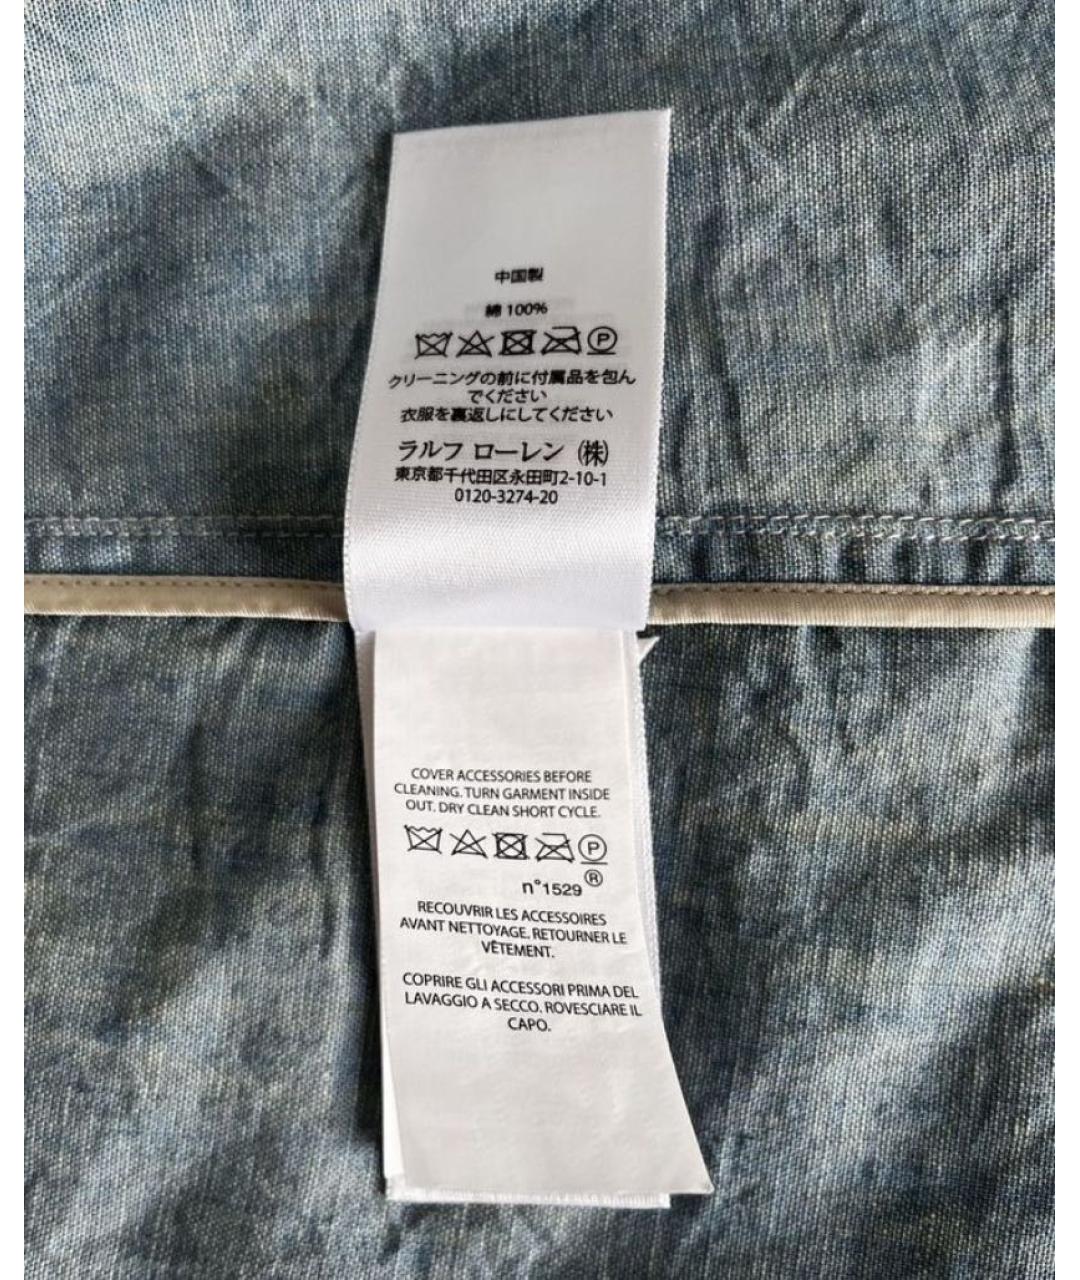 中国製
綿 100%
P
クリーニングの前に付属品を包ん
でください
衣服を裏返しにしてください
ラルフ ローレン (株)
東京都千代田区永田町2-10-1
0120-3274-20
COVER ACCESSORIES BEFORE
CLEANING. TURN GARMENT INSIDE
OUT. DRY CLEAN SHORT CYCLE.
P
n°1529 ®
RECOUVRIR LES ACCESSOIRES
AVANT NETTOYAGE. RETOURNER LE
VÊTEMENT.
COPRIRE GLI ACCESSORI PRIMA DEL
LAVAGGIO A SECCO. ROVESCIARE IL
CAPO.